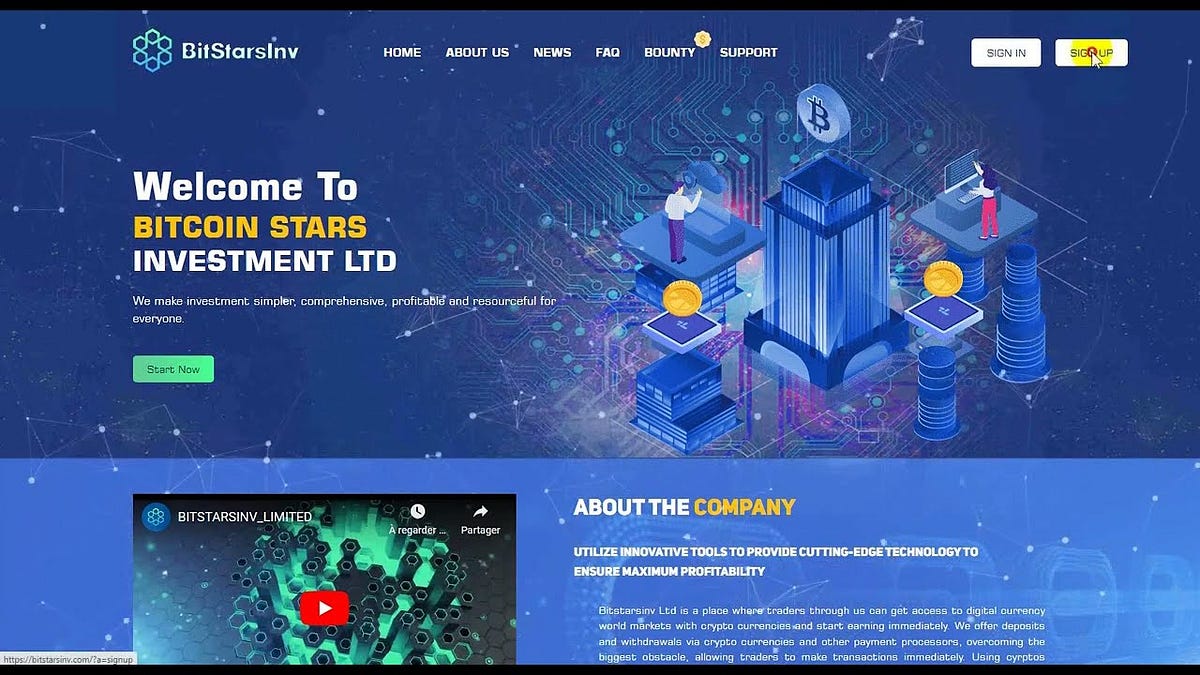 BitStarsInv
HOME ABOUT US NEWS FAQ BOUNTY SUPPORT
SIGN IN SIGN UP
Welcome To
BITCOIN STARS
INVESTMENT LTD
We make investment simpler, comprehensive, profitable and resourceful for
everyone.
Start Now
BITSTARSINV_LIMITED
À regarder ... Partager
ABOUT THE COMPANY
UTILIZE INNOVATIVE TOOLS TO PROVIDE CUTTING-EDGE TECHNOLOGY TO
ENSURE MAXIMUM PROFITABILITY
Bitstarsinv Ltd is a place where traders through us can get access to digital currency
world markets with crypto currencies and start earning immediately. We offer deposits
and withdrawals via crypto currencies and other payment processors, overcoming the
biggest obstacle, allowing traders to make transactions immediately. Using cyrptos
https://bitstarsinv.com/?a=signup